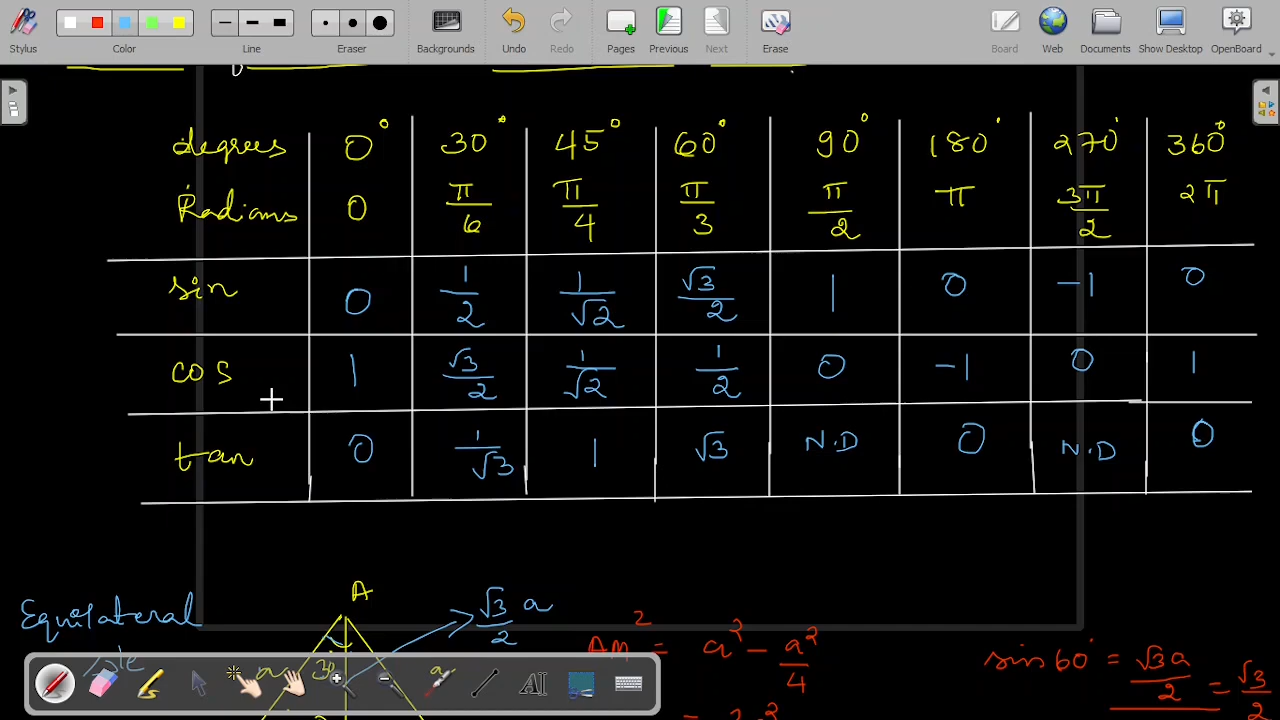 Stylus Color Line Eraser Backgrounds Undo Redo Pages Previous Next Erase Board Web Documents Show Desktop OpenBoard
degrees 0° 30° 45° 60° 90° 180° 270° 360°
Radians 0 π/6 π/4 π/3 π/2 π 3π/2 2π
sin 0 1/2 1/√2 √3/2 1 0 -1 0
cos 1 √3/2 1/√2 1/2 0 -1 0 1
tan 0 1/√3 1 √3 N.D 0 N.D 0
A
Equilateral
√3/2 a
AM² = a² - a²/4
sin60° = √3a/2 = √3/2
a 30 a